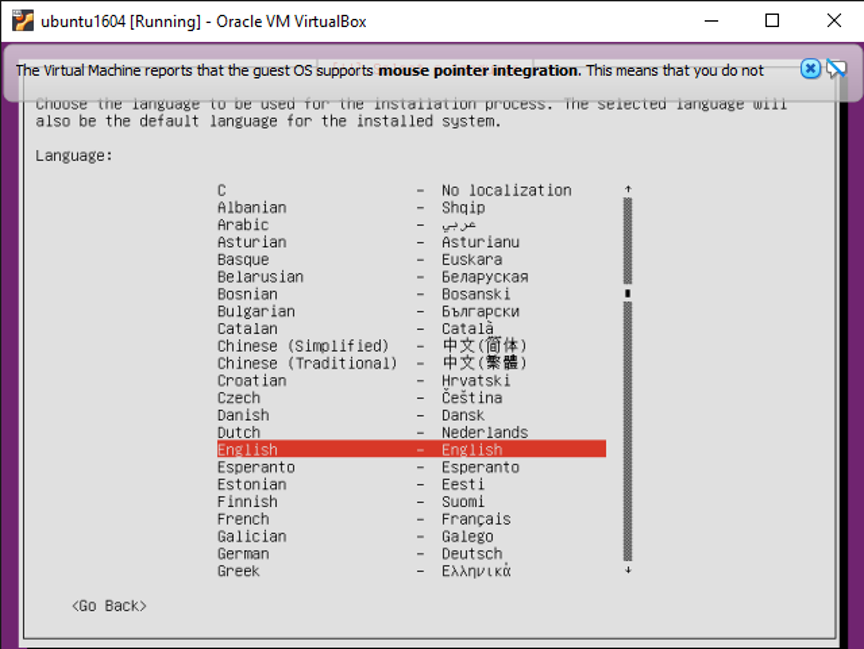 ubuntu1604 [Running] - Oracle VM VirtualBox
The Virtual Machine reports that the guest OS supports mouse pointer integration. This means that you do not
Choose the language to be used for the installation process. The selected language will
also be the default language for the installed system.
Language:
C - No localization
Albanian - Shqip
Arabic - عربي
Asturian - Asturianu
Basque - Euskara
Belarusian - Беларуская
Bosnian - Bosanski
Bulgarian - Български
Catalan - Català
Chinese (Simplified) - 中文(简体)
Chinese (Traditional) - 中文(繁體)
Croatian - Hrvatski
Czech - Čeština
Danish - Dansk
Dutch - Nederlands
English - English
Esperanto - Esperanto
Estonian - Eesti
Finnish - Suomi
French - Français
Galician - Galego
German - Deutsch
Greek - Ελληνικά
<Go Back>